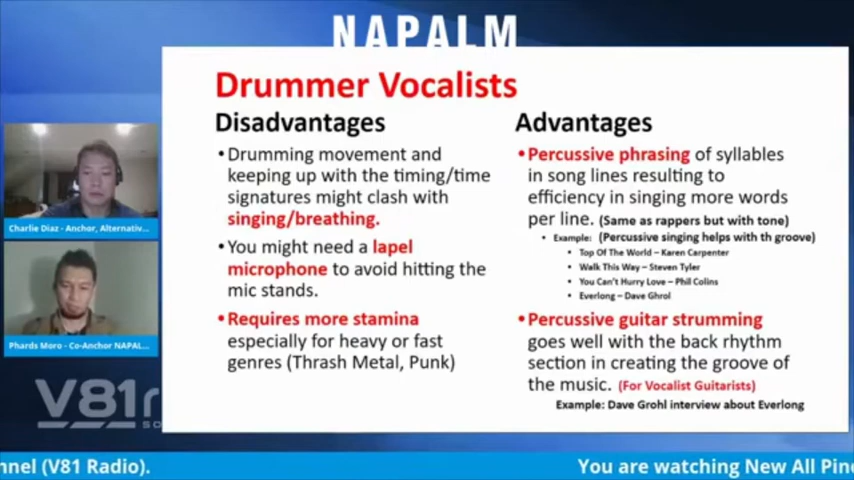 NAPALM
Drummer Vocalists
Disadvantages
•Drumming movement and
keeping up with the timing/time
signatures might clash with
singing/breathing.
•You might need a lapel
microphone to avoid hitting the
mic stands.
•Requires more stamina
especially for heavy or fast
genres (Thrash Metal, Punk)
Advantages
•Percussive phrasing of syllables
in song lines resulting to
efficiency in singing more words
per line. (Same as rappers but with tone)
• Example: (Percussive singing helps with th groove)
• Top Of The World – Karen Carpenter
• Walk This Way – Steven Tyler
• You Can't Hurry Love – Phil Colins
• Everlong – Dave Ghrol
•Percussive guitar strumming
goes well with the back rhythm
section in creating the groove of
the music. (For Vocalist Guitarists)
Example: Dave Grohl interview about Everlong
Charlie Diaz - Anchor, Alternativ...
Phards Moro - Co-Anchor NAPAL...
V81r
nnel (V81 Radio).
You are watching New All Pino